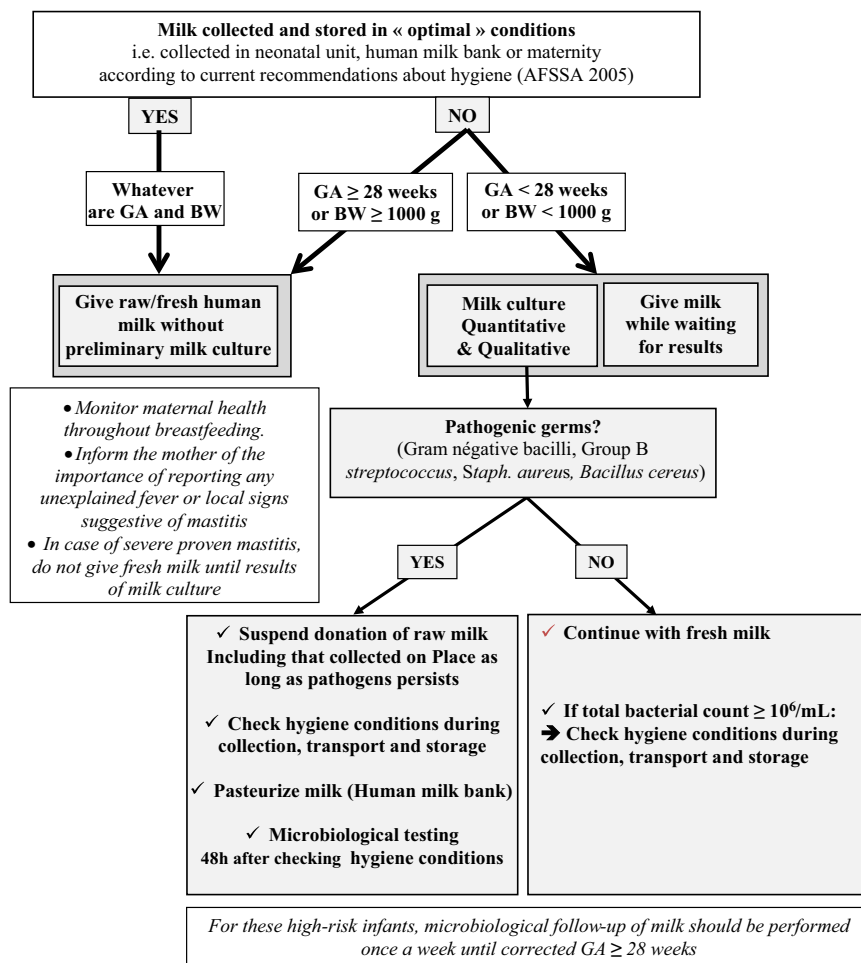 Milk collected and stored in « optimal » conditions
i.e. collected in neonatal unit, human milk bank or maternity
according to current recommendations about hygiene (AFSSA 2005)
YES
NO
Whatever
are GA and BW
GA ≥ 28 weeks
or BW ≥ 1000 g
GA < 28 weeks
or BW < 1000 g
Give raw/fresh human
milk without
preliminary milk culture
Milk culture
Quantitative
& Qualitative
Give milk
while waiting
for results
• Monitor maternal health
throughout breastfeeding.
• Inform the mother of the
importance of reporting any
unexplained fever or local signs
suggestive of mastitis
• In case of severe proven mastitis,
do not give fresh milk until results
of milk culture
Pathogenic germs?
(Gram négative bacilli, Group B
streptococcus, Staph. aureus, Bacillus cereus)
YES
NO
✓ Suspend donation of raw milk
Including that collected on Place as
long as pathogens persists
✓ Check hygiene conditions during
collection, transport and storage
✓ Pasteurize milk (Human milk bank)
✓ Microbiological testing
48h after checking hygiene conditions
✓ Continue with fresh milk
✓ If total bacterial count ≥ 10⁶/mL:
➔ Check hygiene conditions during
collection, transport and storage
For these high-risk infants, microbiological follow-up of milk should be performed
once a week until corrected GA ≥ 28 weeks